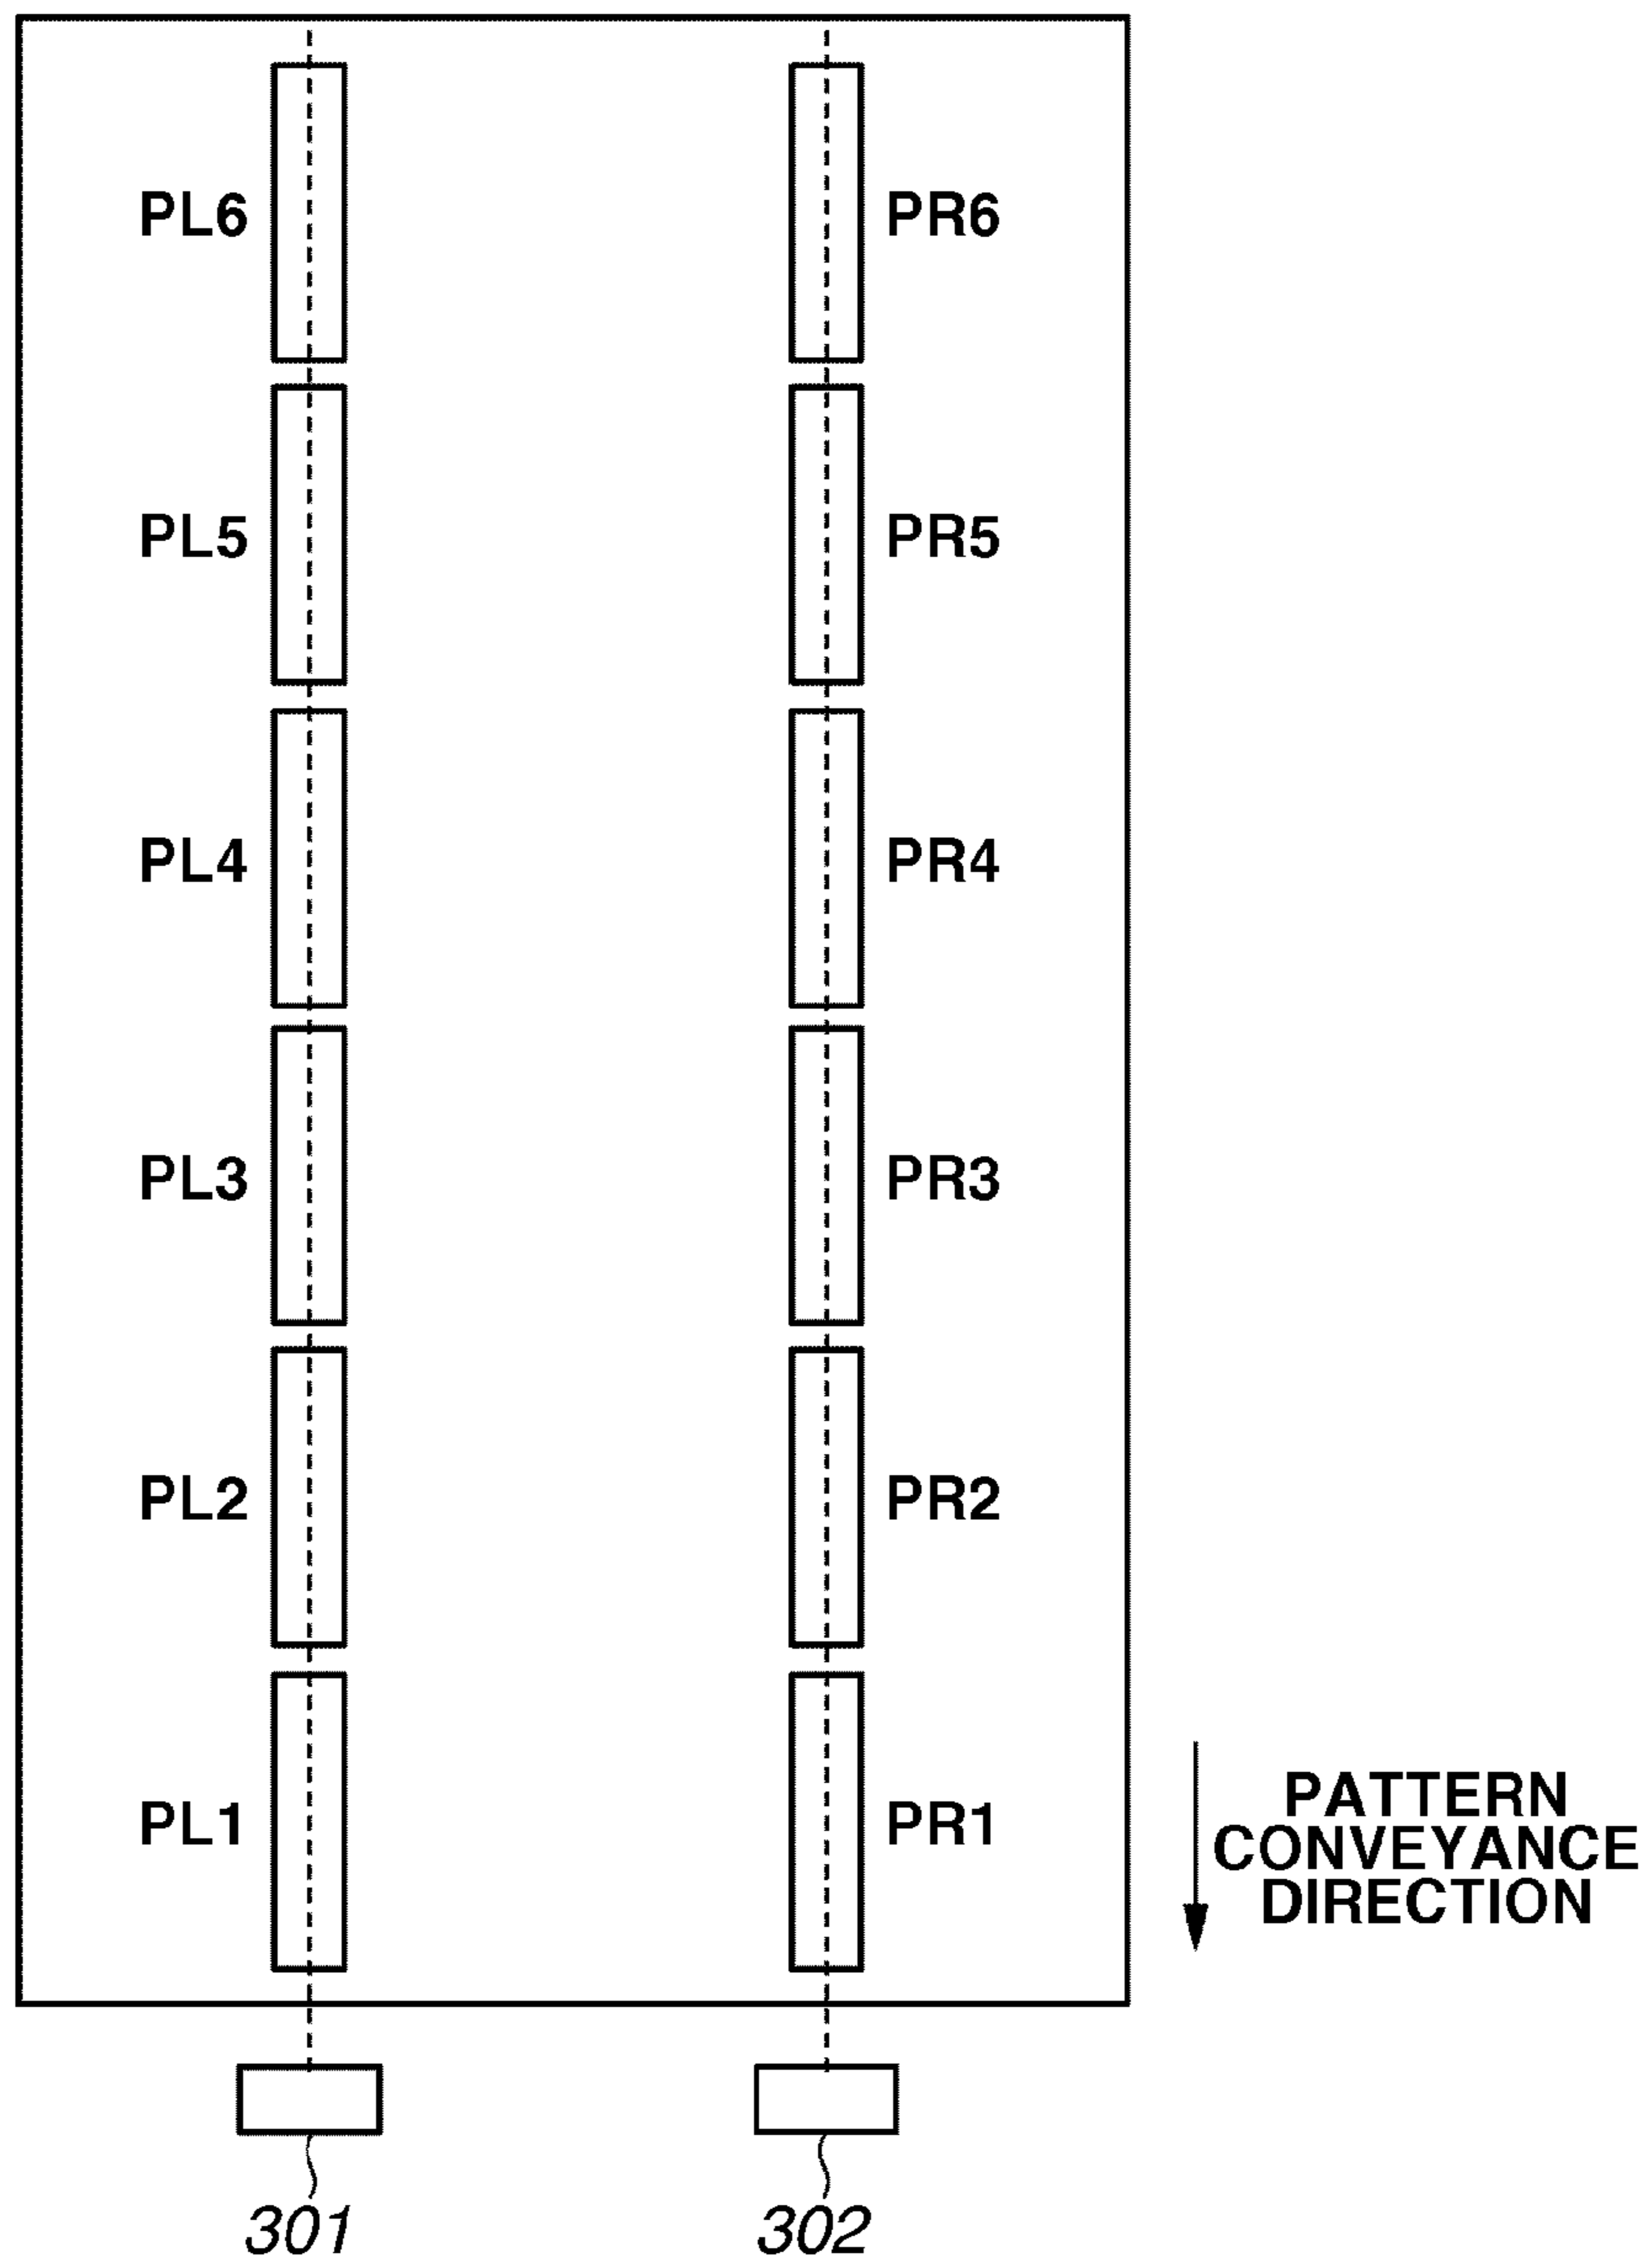 PL6 PR6
PL5 PR5
PL4 PR4
PL3 PR3
PL2 PR2
PL1 PR1
PATTERN
CONVEYANCE
DIRECTION
301 302